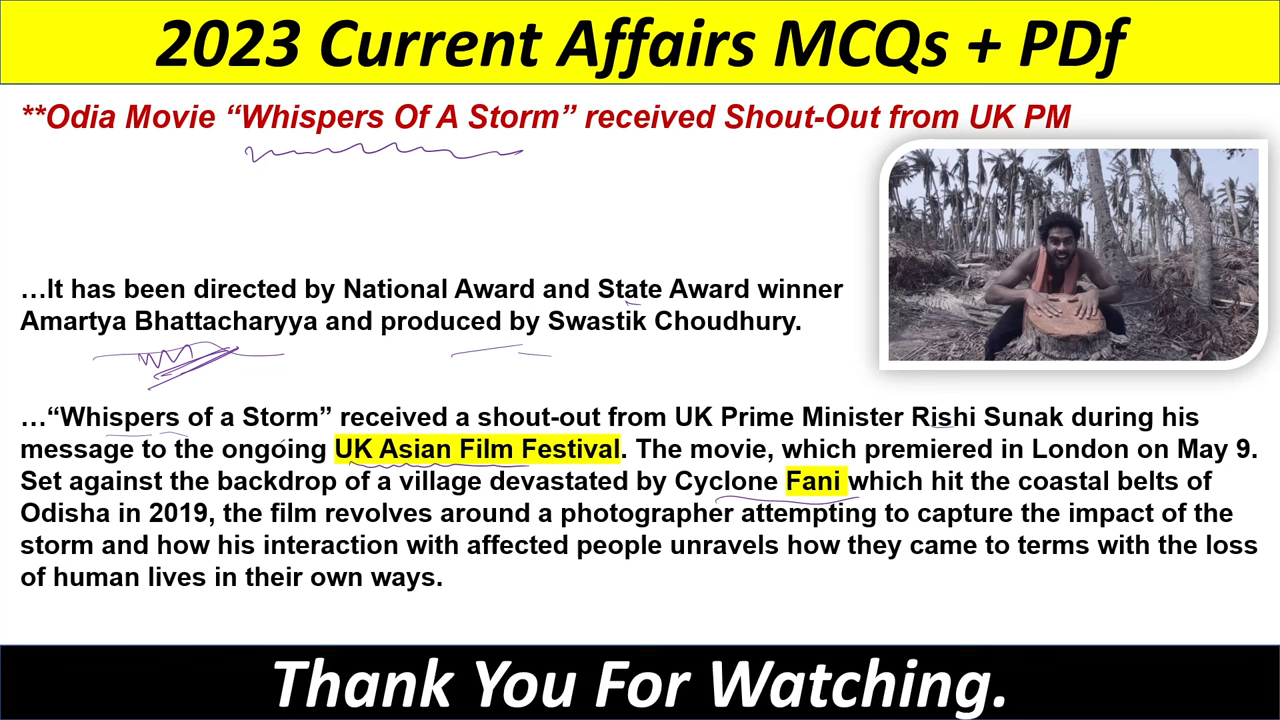 2023 Current Affairs MCQs + PDf
**Odia Movie “Whispers Of A Storm” received Shout-Out from UK PM
...It has been directed by National Award and State Award winner
Amartya Bhattacharyya and produced by Swastik Choudhury.
...“Whispers of a Storm” received a shout-out from UK Prime Minister Rishi Sunak during his
message to the ongoing UK Asian Film Festival. The movie, which premiered in London on May 9.
Set against the backdrop of a village devastated by Cyclone Fani which hit the coastal belts of
Odisha in 2019, the film revolves around a photographer attempting to capture the impact of the
storm and how his interaction with affected people unravels how they came to terms with the loss
of human lives in their own ways.
Thank You For Watching.